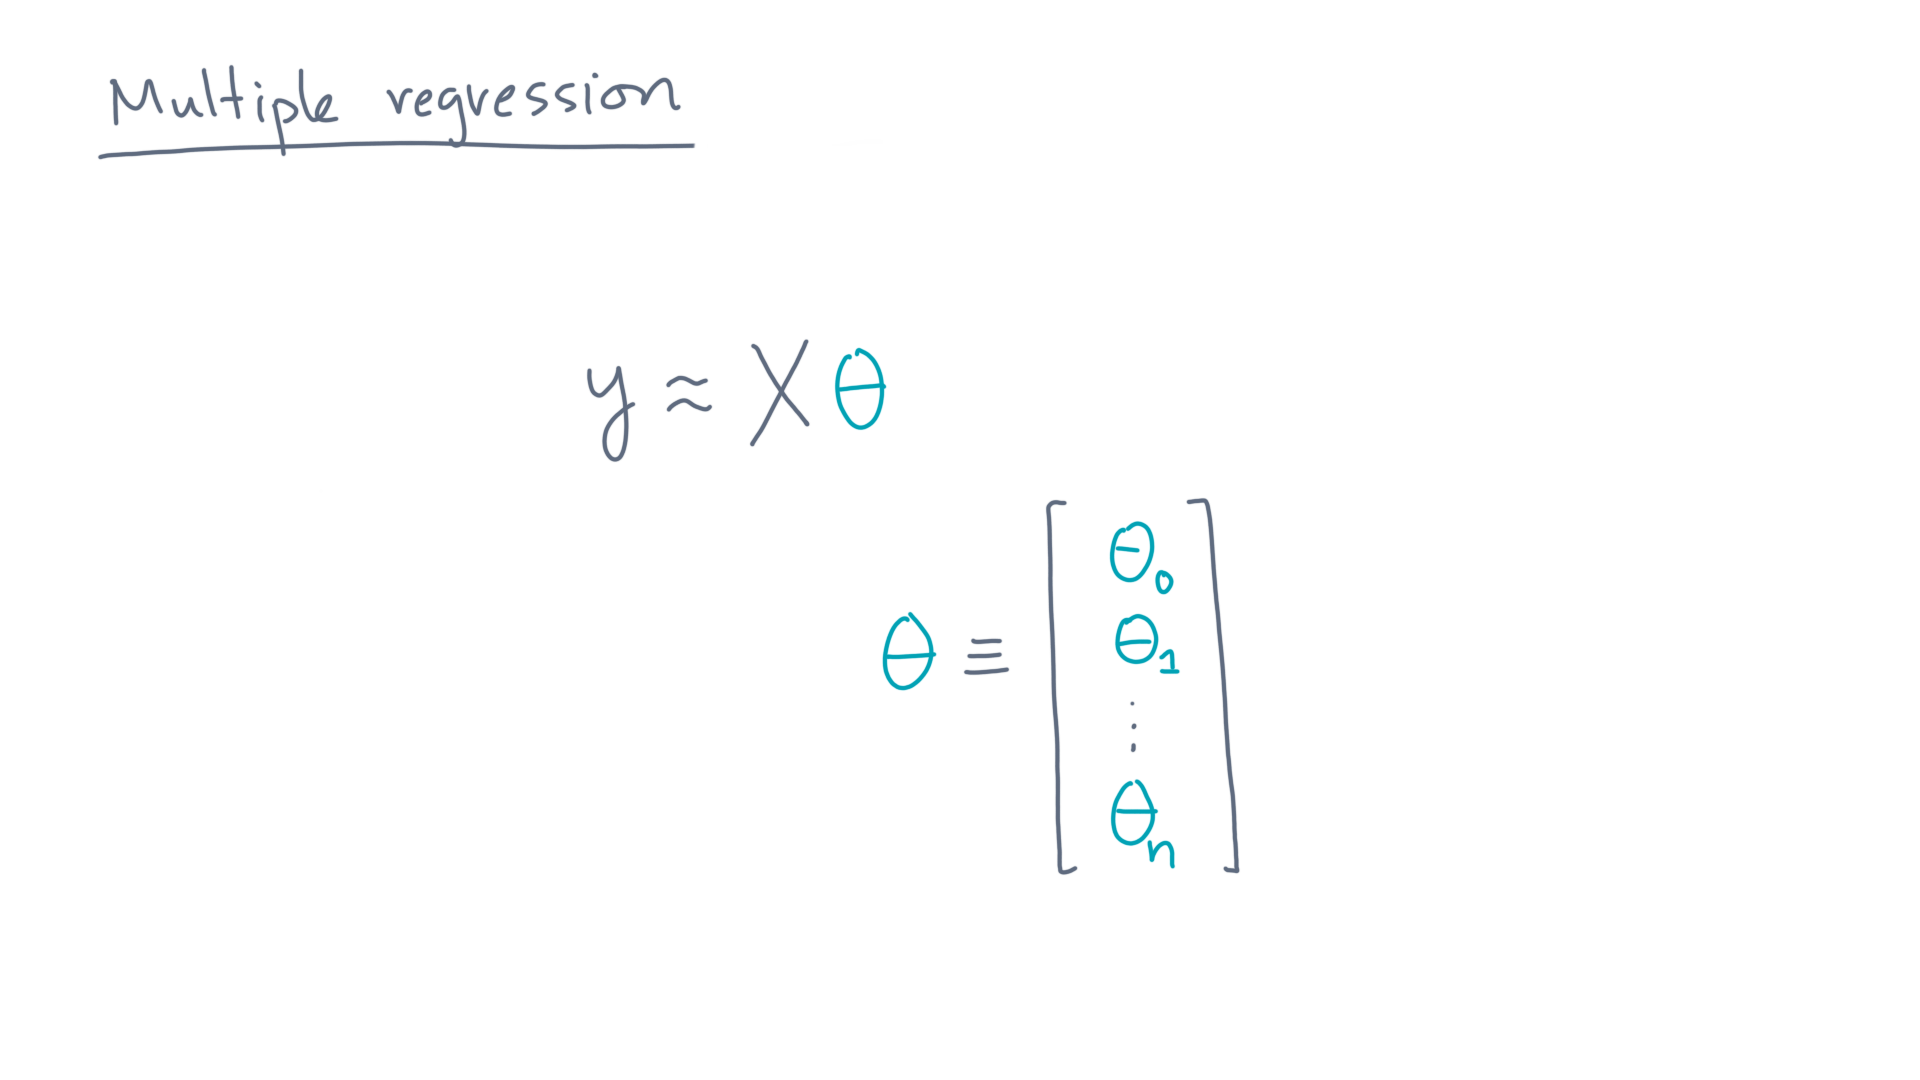 Multiple regression
y ≈ Xθ
θ ≡ [ θ₀
θ₁
⋮
θₙ ]